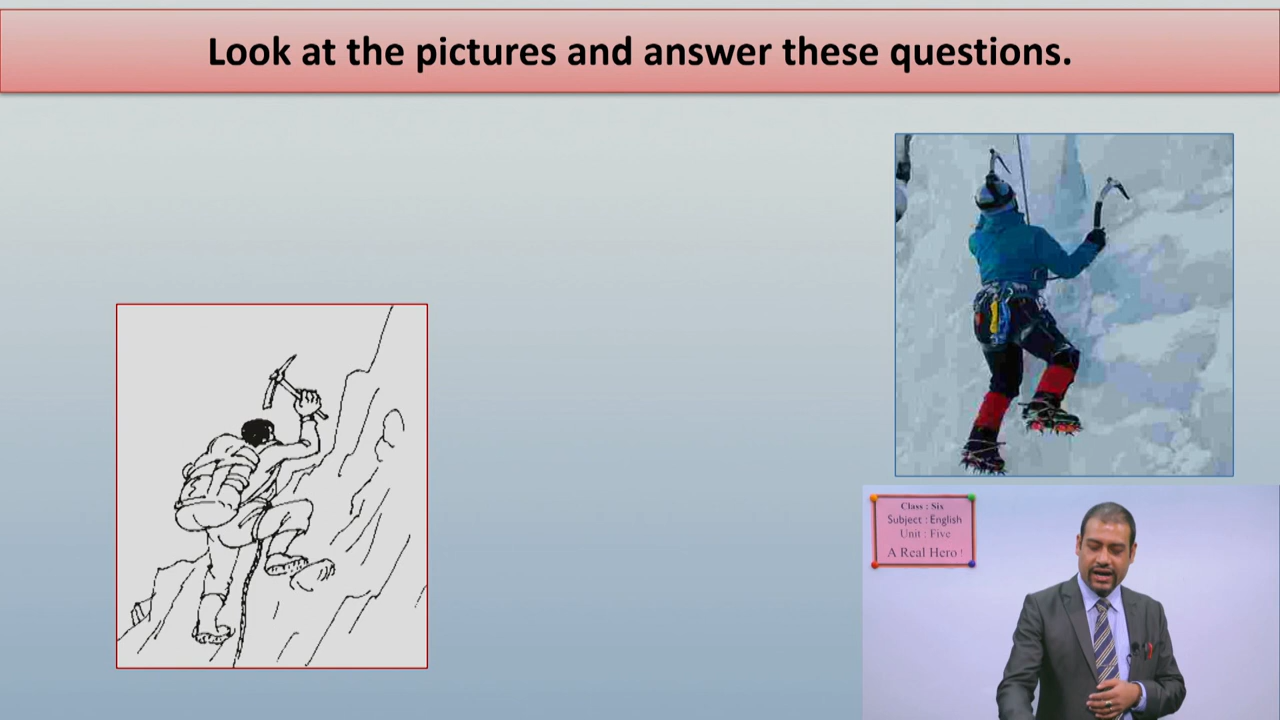 Look at the pictures and answer these questions.
Class : Six
Subject : English
Unit : Five
A Real Hero !